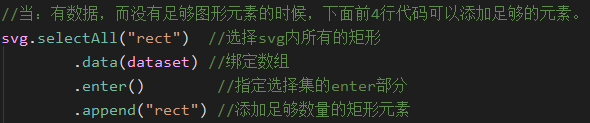 //当：有数据，而没有足够图形元素的时候，下面前4行代码可以添加足够的元素。
svg.selectAll("rect")  //选择svg内所有的矩形
        .data(dataset) //绑定数组
        .enter()       //指定选择集的enter部分
        .append("rect") //添加足够数量的矩形元素